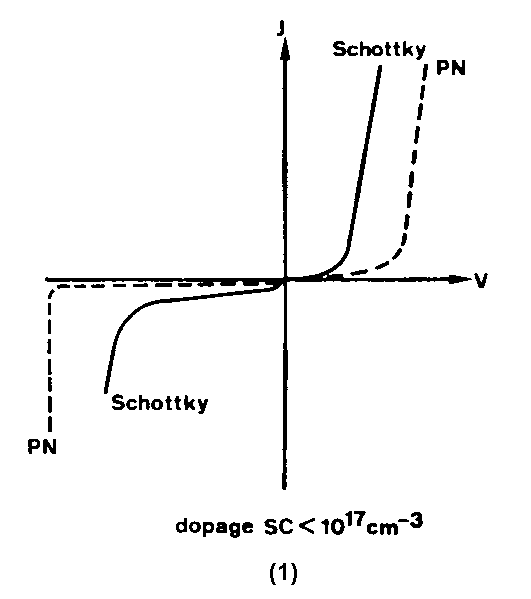 J
Schottky
PN
V
Schottky
PN
dopage SC < 10¹⁷cm⁻³
(1)